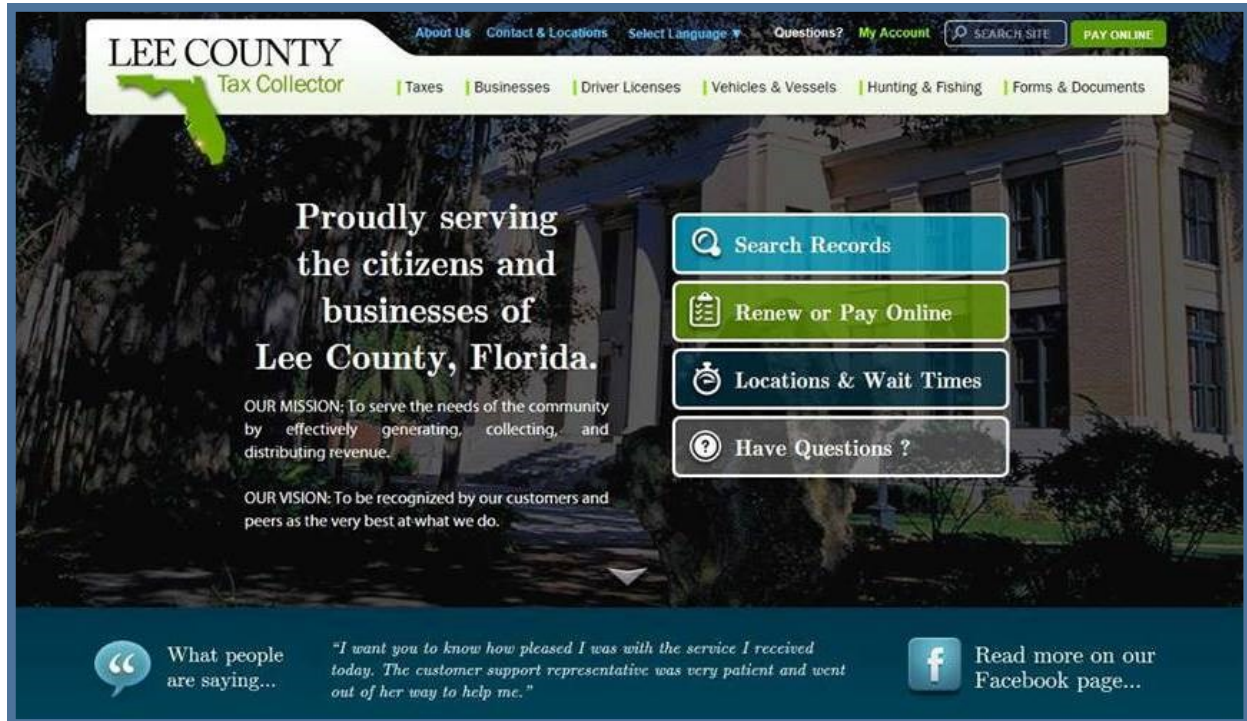 About Us Contact & Locations Select Language ▼ Questions? My Account SEARCH SITE PAY ONLINE
LEE COUNTY
Tax Collector
Taxes Businesses Driver Licenses Vehicles & Vessels Hunting & Fishing Forms & Documents
Proudly serving
the citizens and
businesses of
Lee County, Florida.
OUR MISSION: To serve the needs of the community
by effectively generating, collecting, and
distributing revenue.
OUR VISION: To be recognized by our customers and
peers as the very best at what we do.
Search Records
Renew or Pay Online
Locations & Wait Times
Have Questions ?
What people
are saying...
"I want you to know how pleased I was with the service I received
today. The customer support representative was very patient and went
out of her way to help me."
Read more on our
Facebook page...